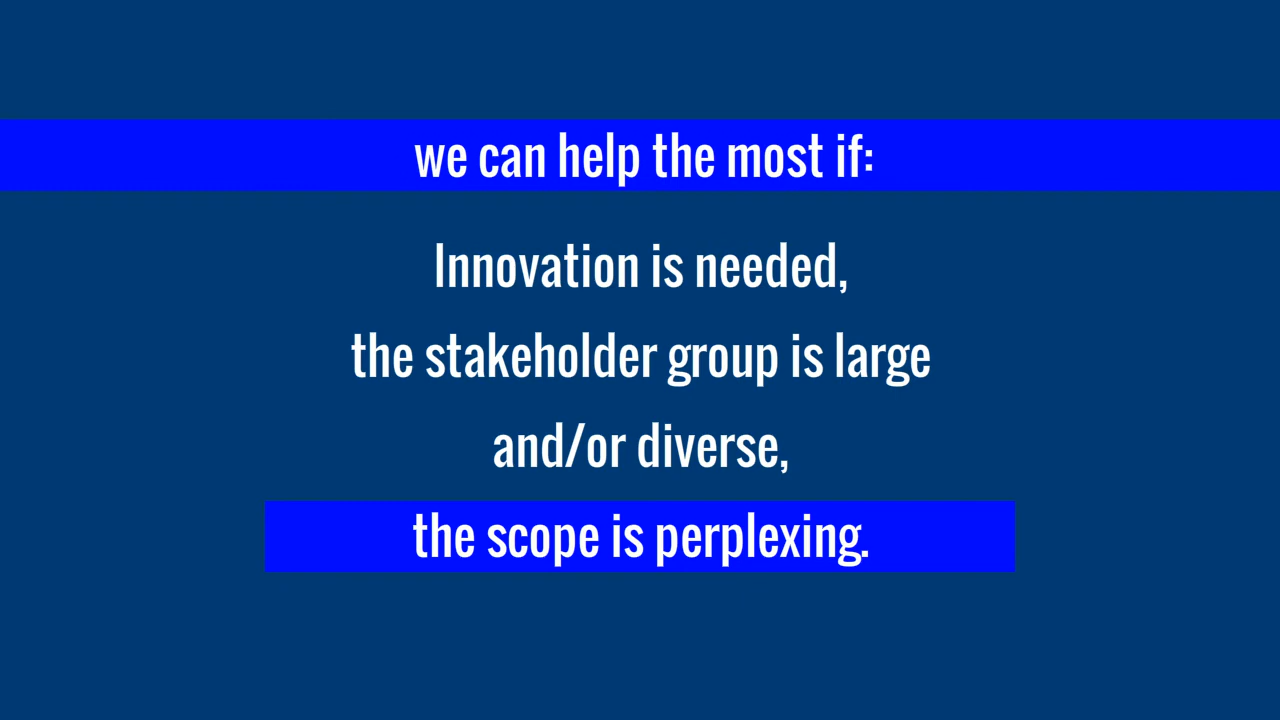 we can help the most if:
Innovation is needed,
the stakeholder group is large
and/or diverse,
the scope is perplexing.